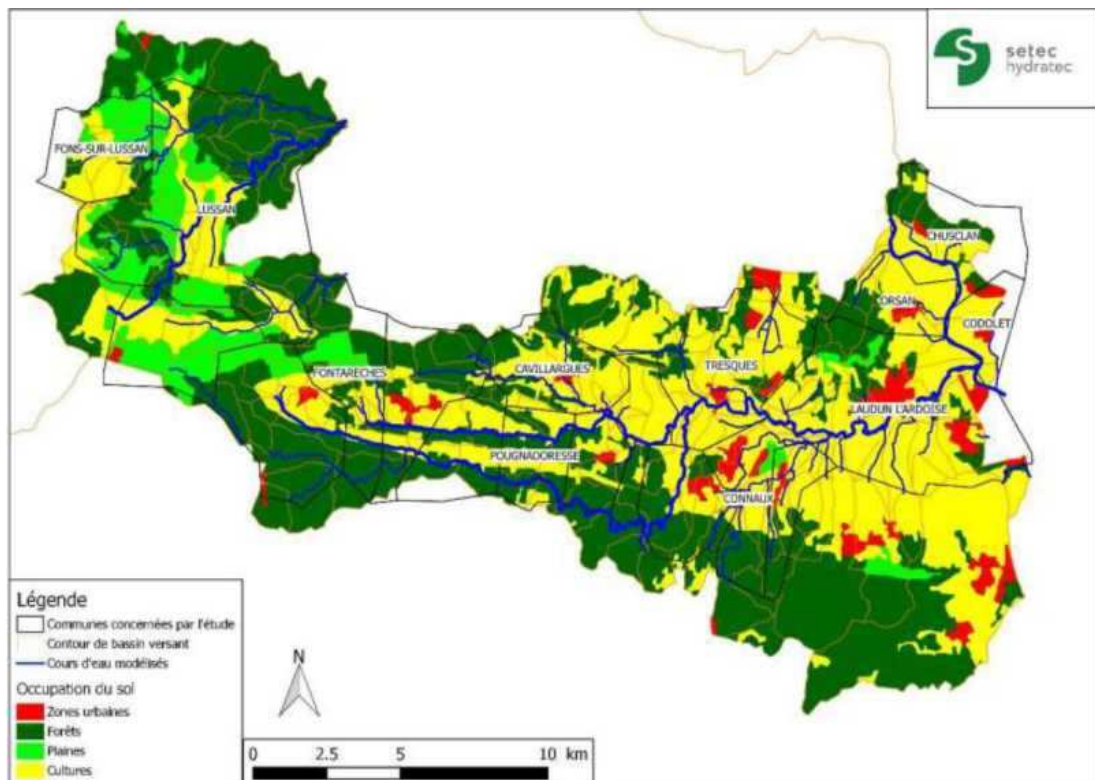 setec
hydratec
FONS-SUR-LUSSAN
LUSSAN
CHUSCLAN
ORSAN
CODOLET
FONTARECHES
CAVILLARGUES
TRESQUES
LAUDUN L'ARDOISE
POUGNADORESSE
CONNAUX
Légende
Communes concernées par l'étude
Contour de bassin versant
Cours d'eau modélisés
Occupation du sol
Zones urbaines
Forêts
Plaines
Cultures
N
0 2.5 5 10 km